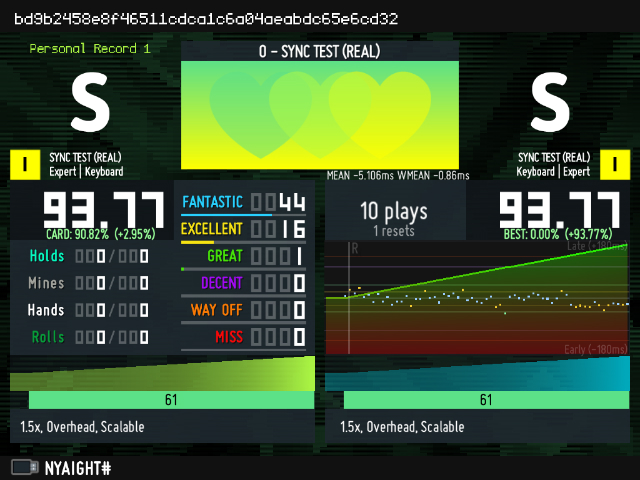 bd9b2458e8f46511cdca1c6a04aeabdc65e6cd32
Personal Record 1
0 - SYNC TEST (REAL)
S
S
I
SYNC TEST (REAL)
Expert | Keyboard
SYNC TEST (REAL)
Keyboard | Expert
I
MEAN -5.106ms WMEAN -0.86ms
93.77
CARD: 90.82% (+2.95%)
Holds 000/000
Mines 000/000
Hands 000/000
Rolls 000/000
FANTASTIC 0044
EXCELLENT 0016
GREAT 0001
DECENT 0000
WAY OFF 0000
MISS 0000
10 plays
1 resets
93.77
BEST: 0.00% (+93.77%)
R
Late (+180ms)
Early (-180ms)
61
61
1.5x, Overhead, Scalable
1.5x, Overhead, Scalable
NYAIGHT#